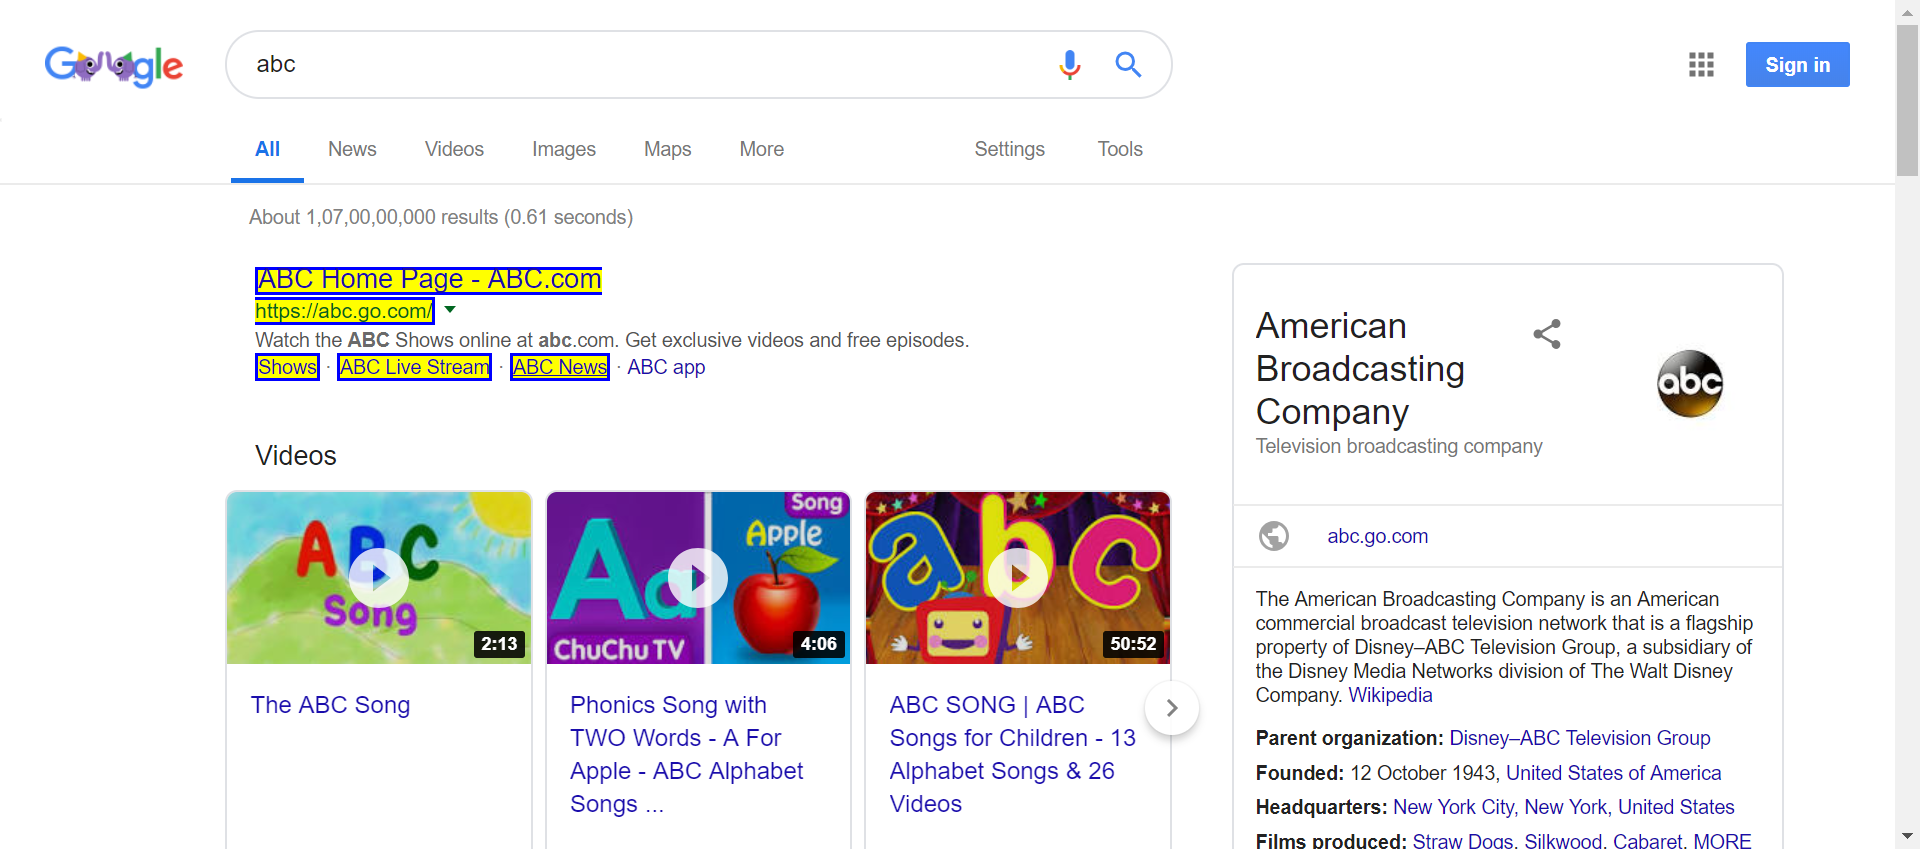 Google
abc
Sign in
All
News
Videos
Images
Maps
More
Settings
Tools
About 1,07,00,00,000 results (0.61 seconds)
ABC Home Page - ABC.com
https://abc.go.com/
Watch the ABC Shows online at abc.com. Get exclusive videos and free episodes.
Shows · ABC Live Stream · ABC News · ABC app
Videos
ABC
Song
2:13
The ABC Song
Song
Apple
Aa
ChuChu TV
4:06
Phonics Song with
TWO Words - A For
Apple - ABC Alphabet
Songs ...
abc
50:52
ABC SONG | ABC
Songs for Children - 13
Alphabet Songs & 26
Videos
American
Broadcasting
Company
Television broadcasting company
abc
abc.go.com
The American Broadcasting Company is an American
commercial broadcast television network that is a flagship
property of Disney–ABC Television Group, a subsidiary of
the Disney Media Networks division of The Walt Disney
Company. Wikipedia
Parent organization: Disney–ABC Television Group
Founded: 12 October 1943, United States of America
Headquarters: New York City, New York, United States
Films produced: Straw Dogs, Silkwood, Cabaret, MORE